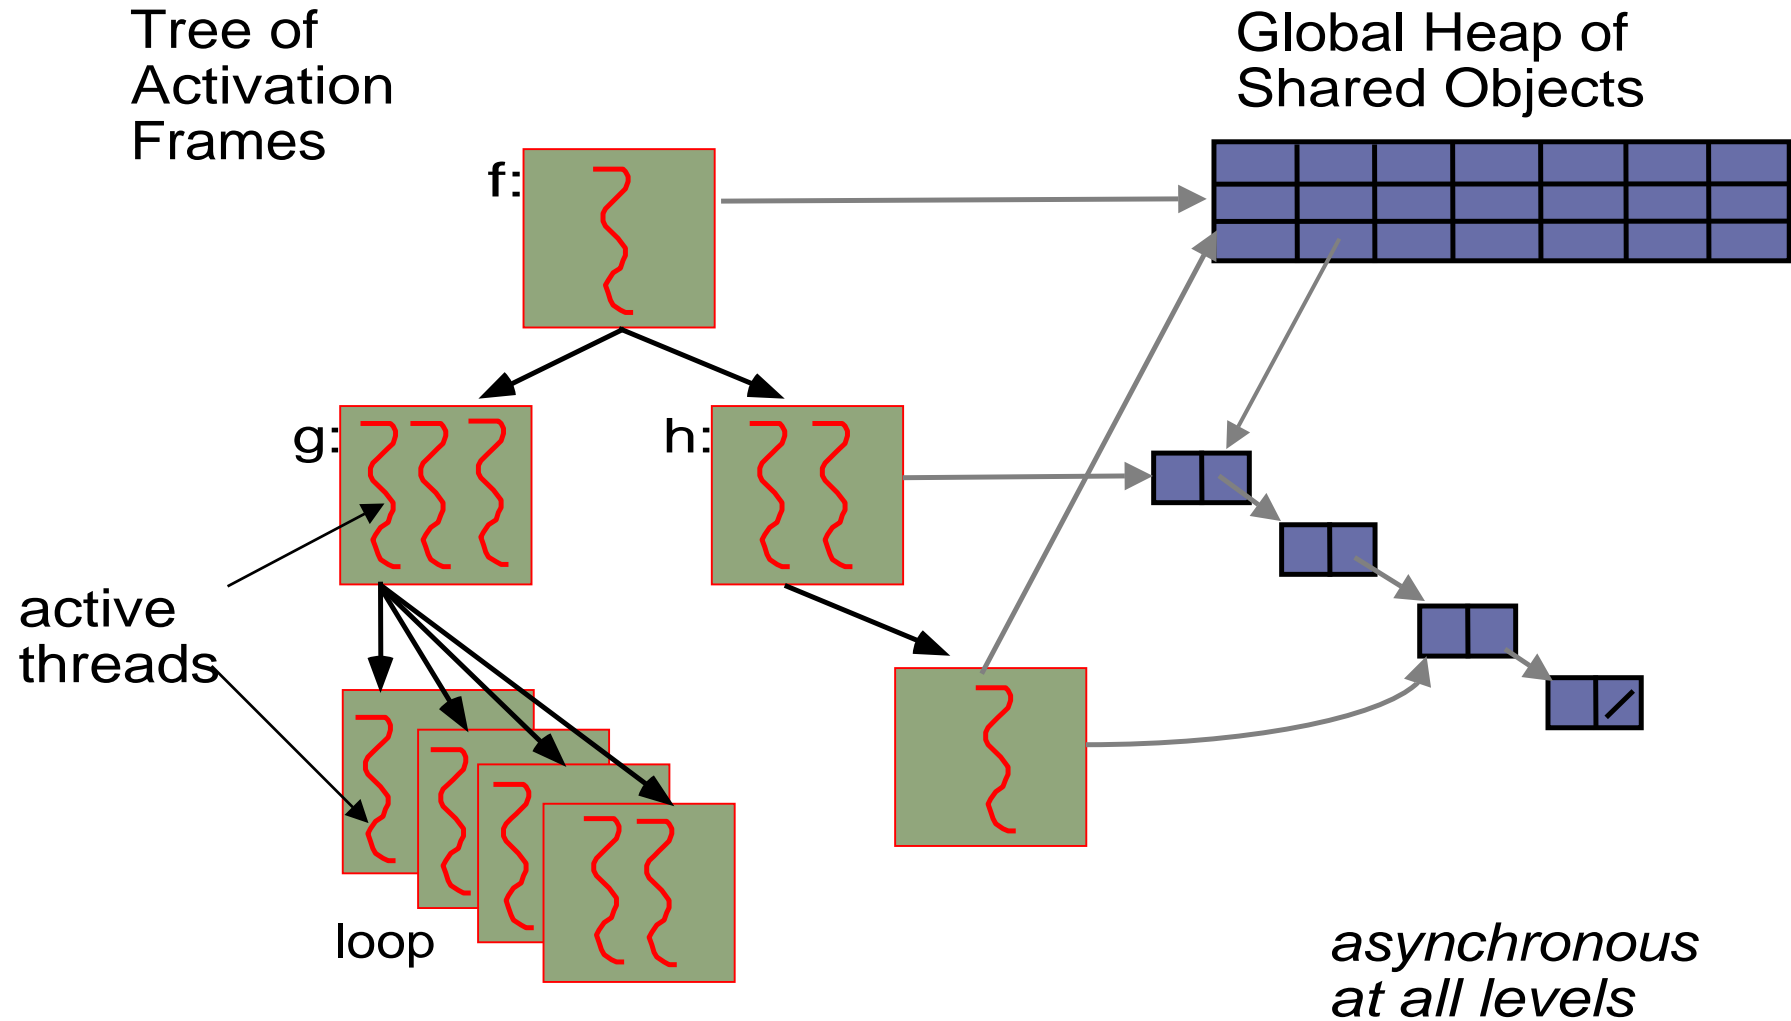 Tree of
Activation
Frames
Global Heap of
Shared Objects
f:
g:
h:
active
threads
loop
asynchronous
at all levels